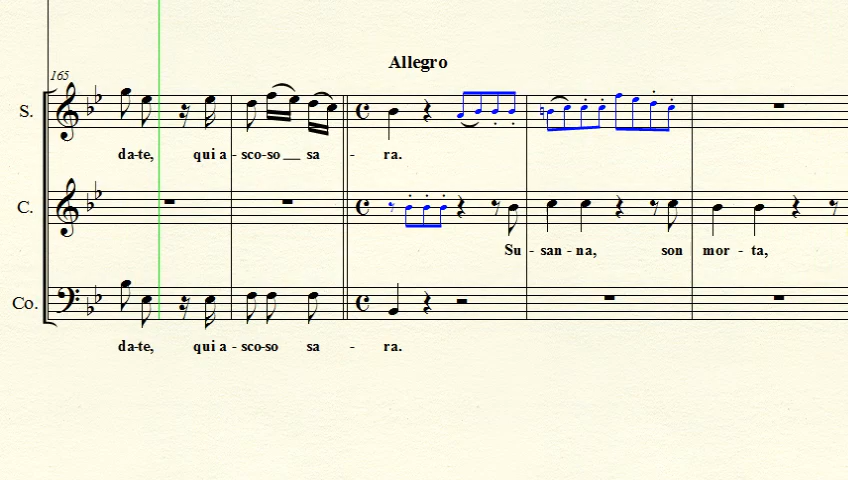 Allegro
165
S.
da-te, qui a - sco-so __ sa - ra.
C.
Su - san - na, son mor - ta,
Co.
da-te, qui a - sco-so sa - ra.